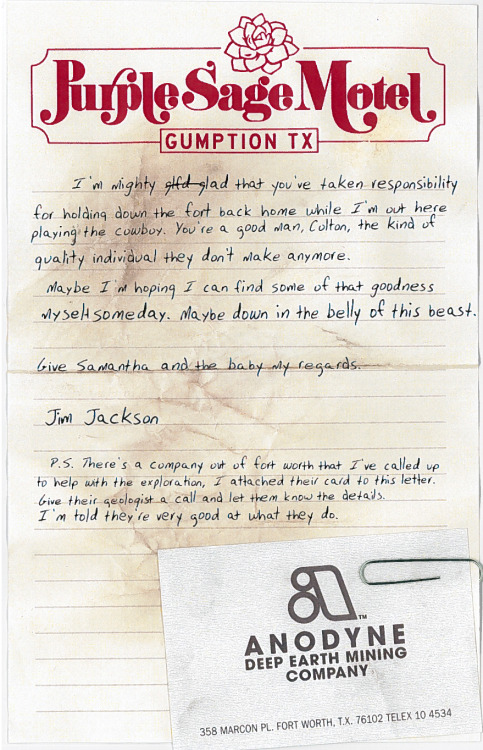 Purple Sage Motel
GUMPTION TX
I'm mighty glfd glad that you've taken responsibility
for holding down the fort back home while I'm out here
playing the cowboy. You're a good man, Colton, the kind of
quality individual they don't make anymore.
Maybe I'm hoping I can find some of that goodness
myself someday. Maybe down in the belly of this beast.
Give Samantha and the baby my regards.
Jim Jackson
P.S. There's a company out of fort worth that I've called up
to help with the exploration, I attached their card to this letter.
Give their geologist a call and let them know the details.
I'm told they're very good at what they do.
TM
ANODYNE
DEEP EARTH MINING
COMPANY
358 MARCON PL. FORT WORTH, T.X. 76102 TELEX 10 4534